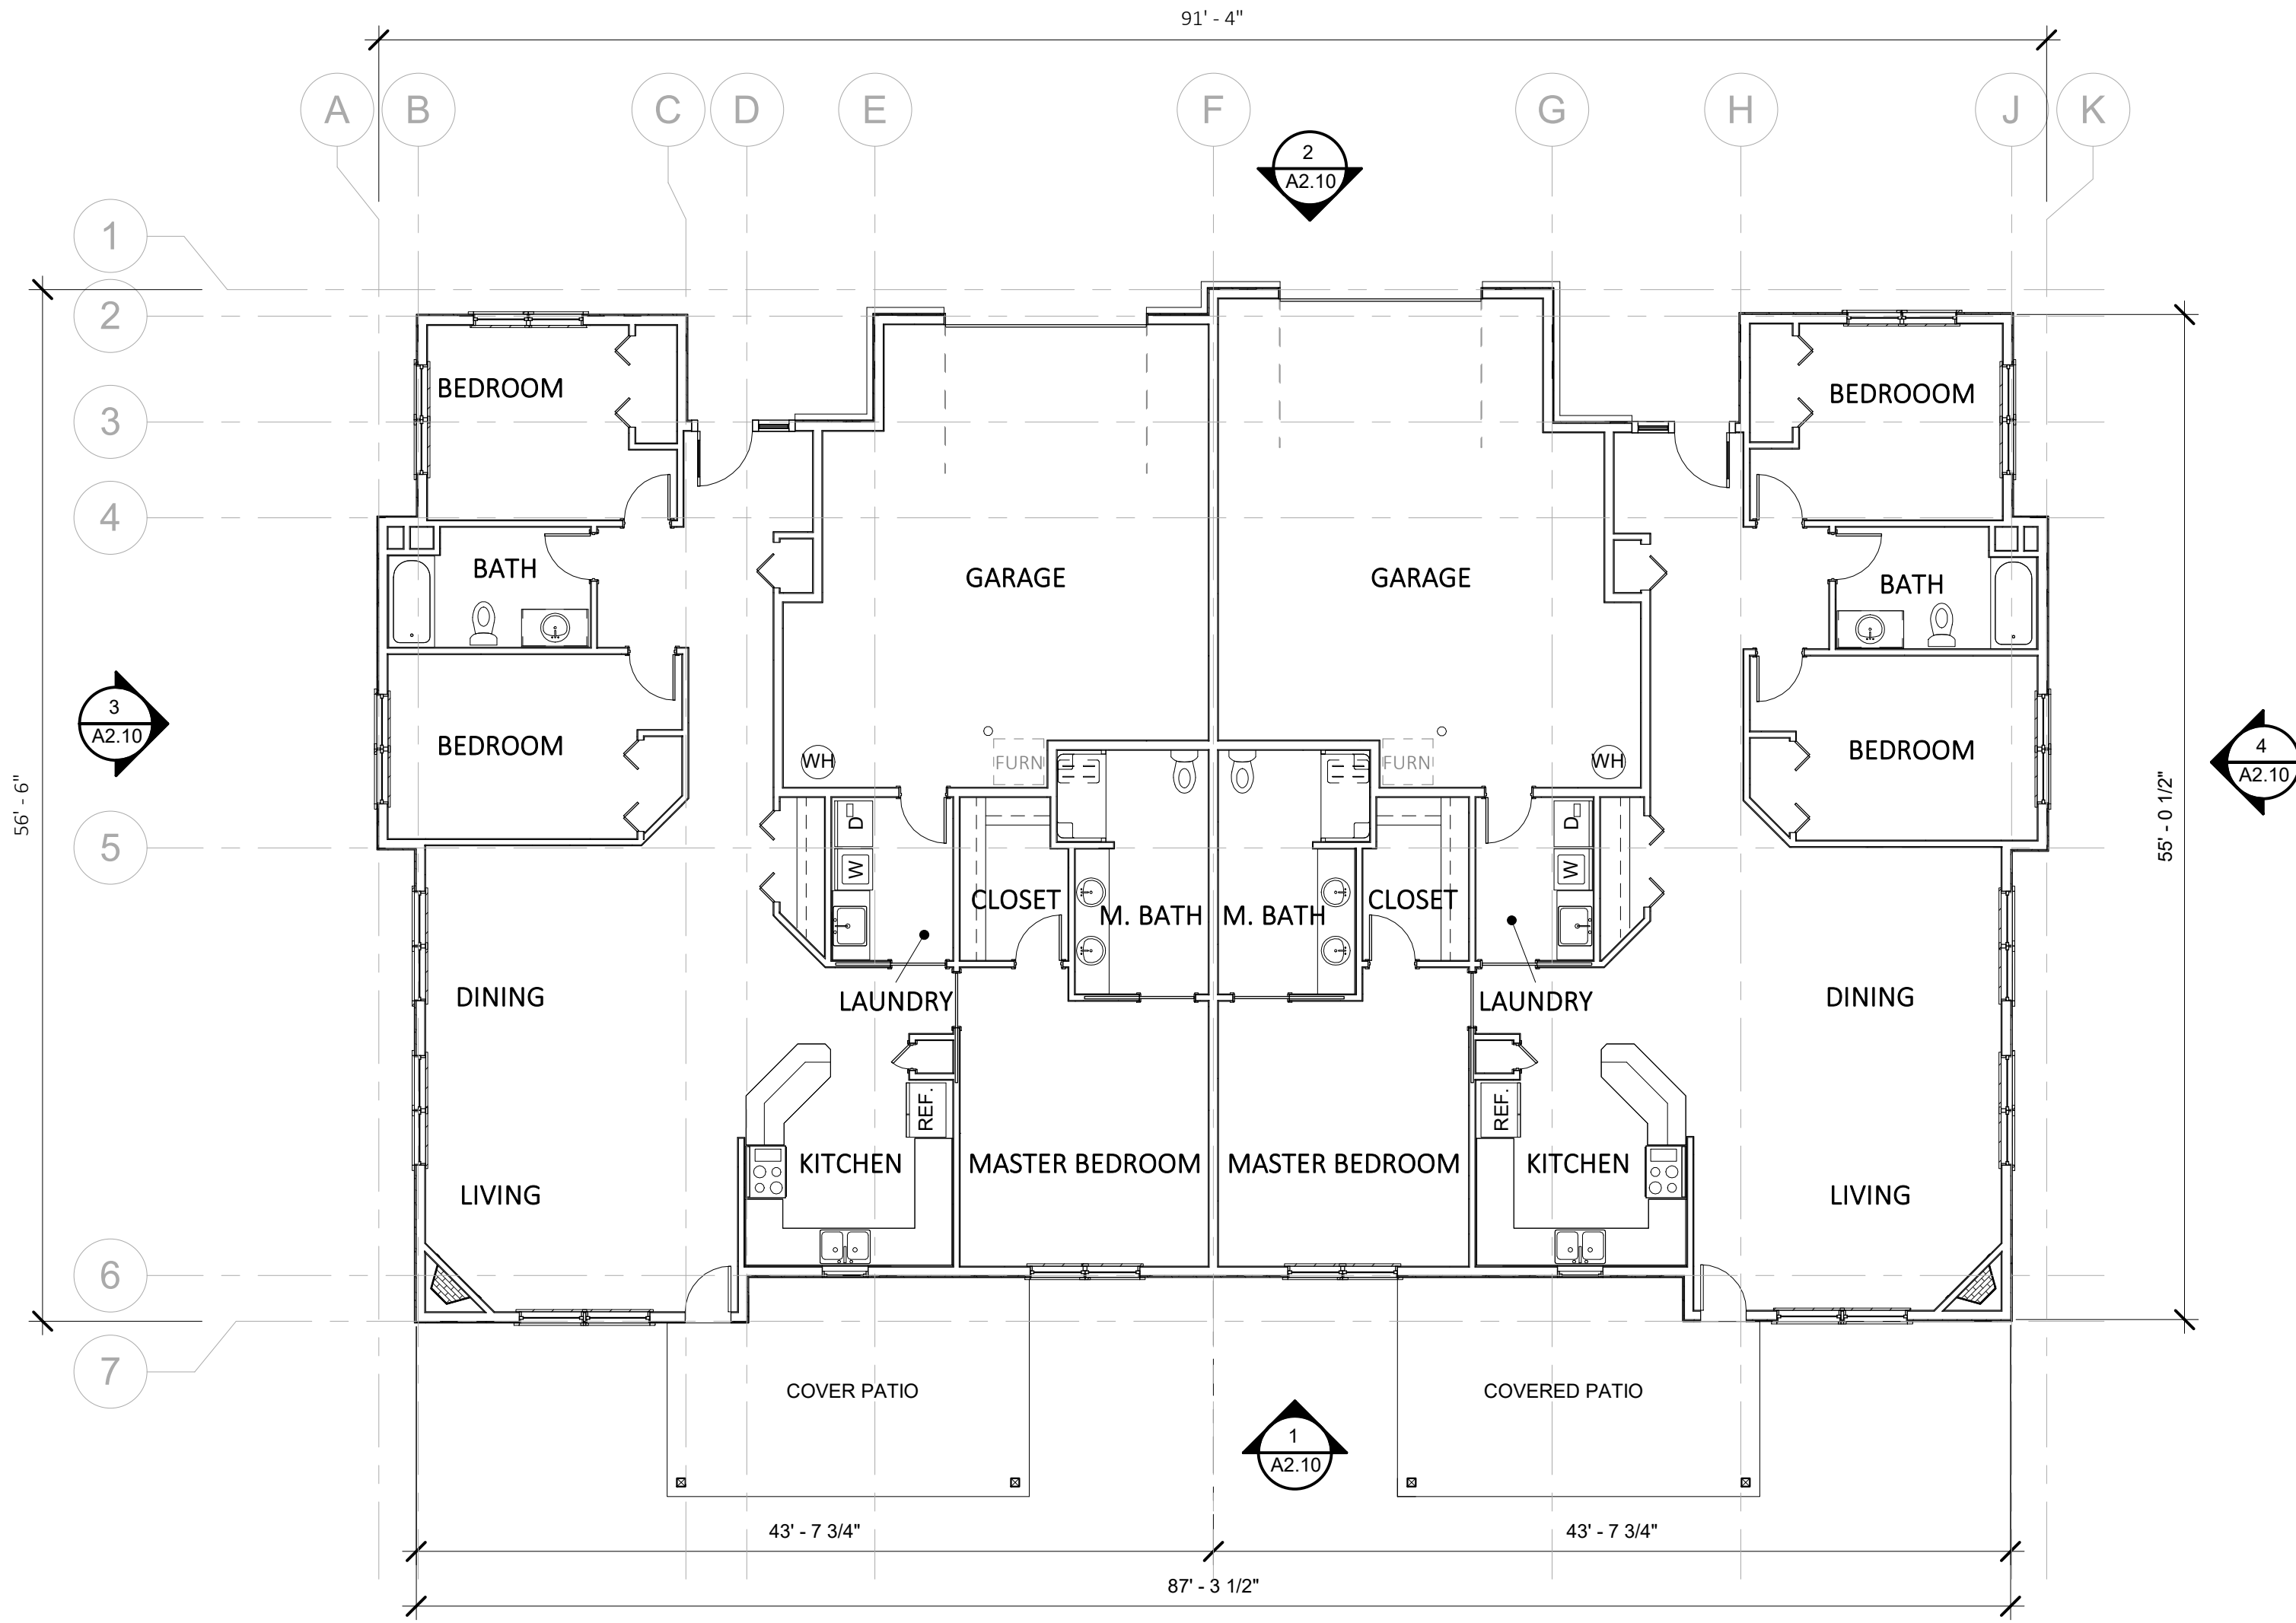 91' - 4"
A
B
C
D
E
F
G
H
J
K
2
A2.10
1
2
3
4
5
6
7
BEDROOM
BEDROOOM
BATH
GARAGE
GARAGE
BATH
3
A2.10
BEDROOM
WH
FURN
FURN
WH
BEDROOM
4
A2.10
56' - 6"
55' - 0 1/2"
D
W
CLOSET
M. BATH
M. BATH
CLOSET
D
W
DINING
LAUNDRY
LAUNDRY
DINING
REF.
REF.
KITCHEN
MASTER BEDROOM
MASTER BEDROOM
KITCHEN
LIVING
LIVING
COVER PATIO
COVERED PATIO
1
A2.10
43' - 7 3/4"
43' - 7 3/4"
87' - 3 1/2"